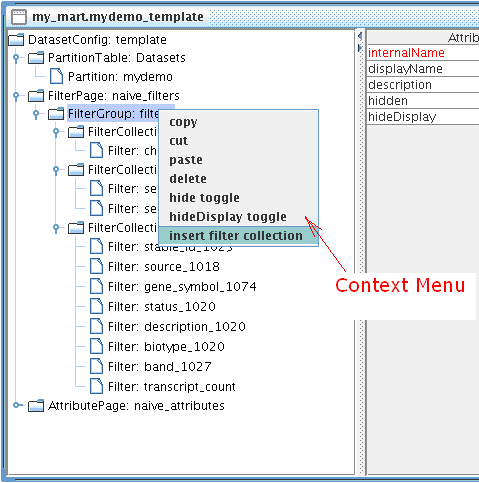 my_mart.mydemo_template
DatasetConfig: template
PartitionTable: Datasets
Partition: mydemo
FilterPage: naive_filters
FilterGroup: filte
FilterCollecti
Filter: ch
FilterCollecti
Filter: se
Filter: se
FilterCollecti
Filter: stable_id_1023
Filter: source_1018
Filter: gene_symbol_1074
Filter: status_1020
Filter: description_1020
Filter: biotype_1020
Filter: band_1027
Filter: transcript_count
AttributePage: naive_attributes
copy
cut
paste
delete
hide toggle
hideDisplay toggle
insert filter collection
Context Menu
Attri
internalName
displayName
description
hidden
hideDisplay